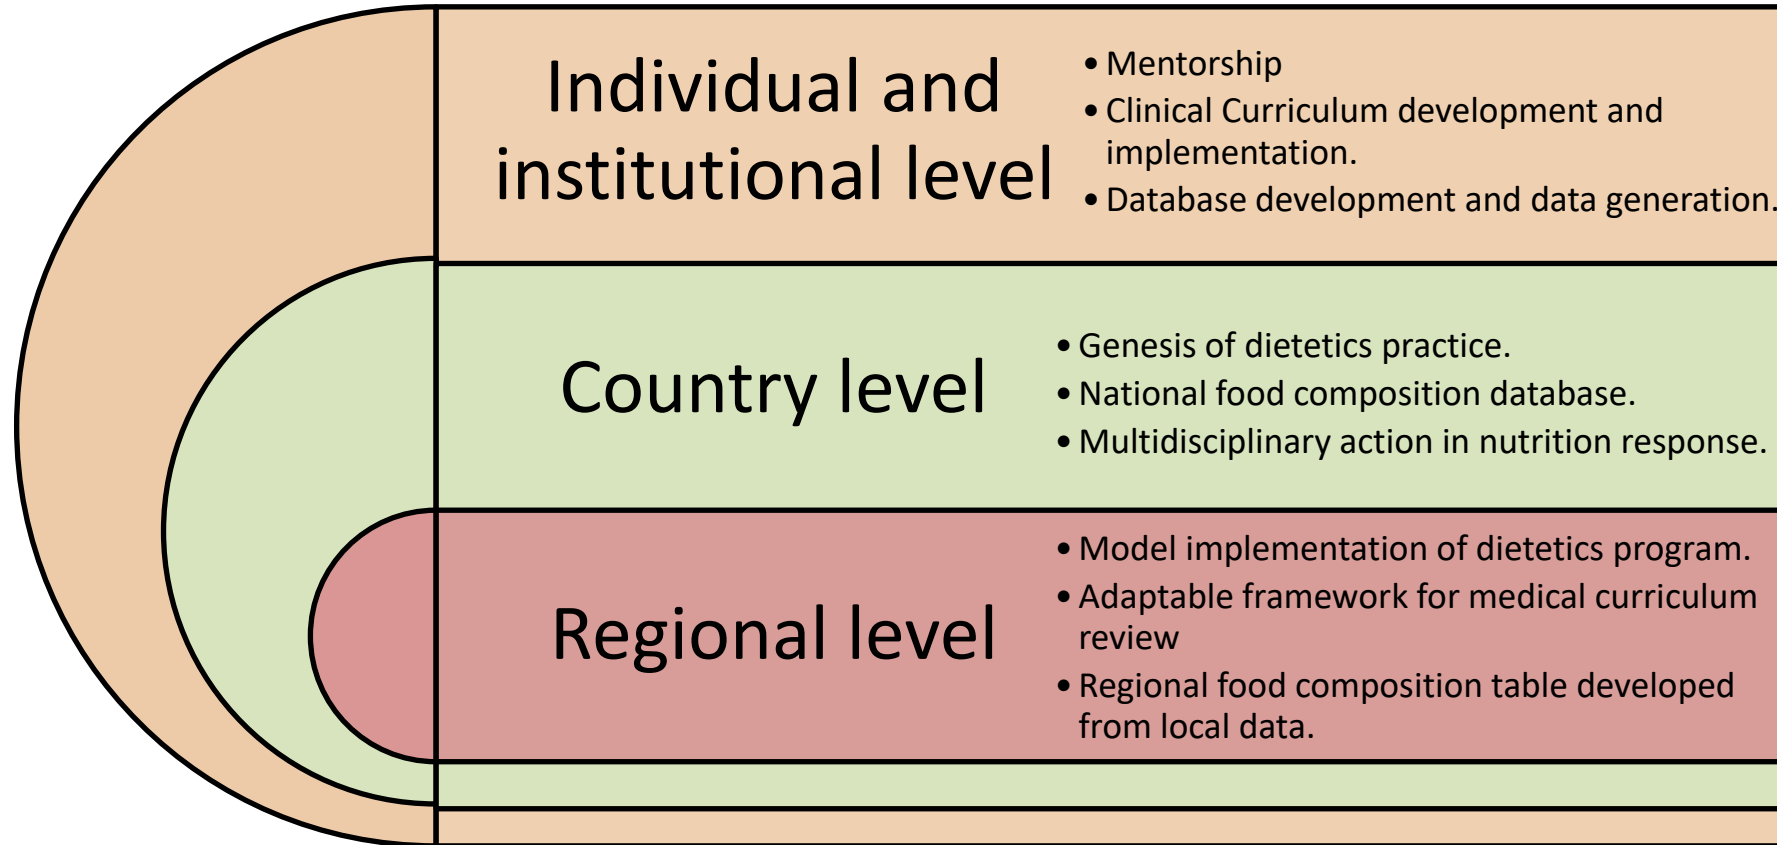 Individual and
institutional level
• Mentorship
• Clinical Curriculum development and
implementation.
• Database development and data generation.
Country level
• Genesis of dietetics practice.
• National food composition database.
• Multidisciplinary action in nutrition response.
Regional level
• Model implementation of dietetics program.
• Adaptable framework for medical curriculum
review
• Regional food composition table developed
from local data.